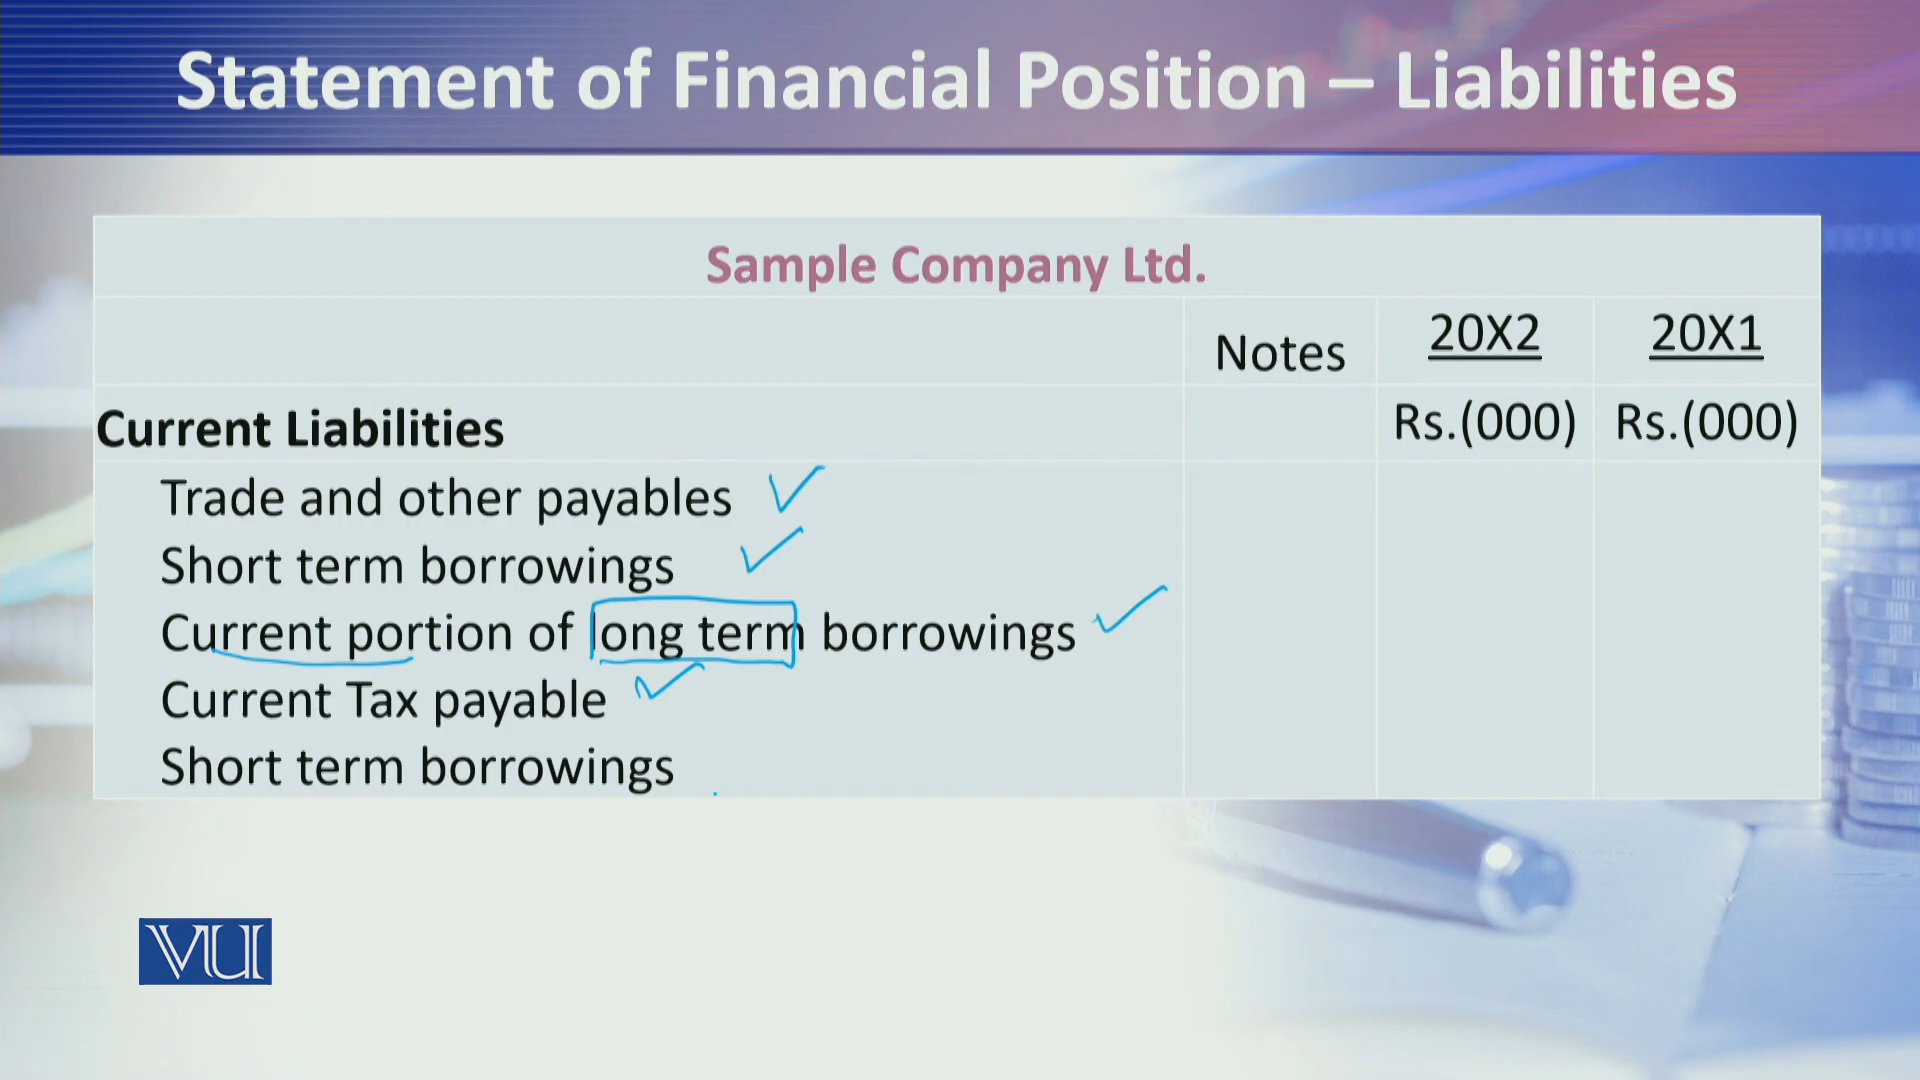 Statement of Financial Position – Liabilities
Sample Company Ltd.
Notes 20X2 20X1
Current Liabilities Rs.(000) Rs.(000)
Trade and other payables
Short term borrowings
Current portion of long term borrowings
Current Tax payable
Short term borrowings
VU